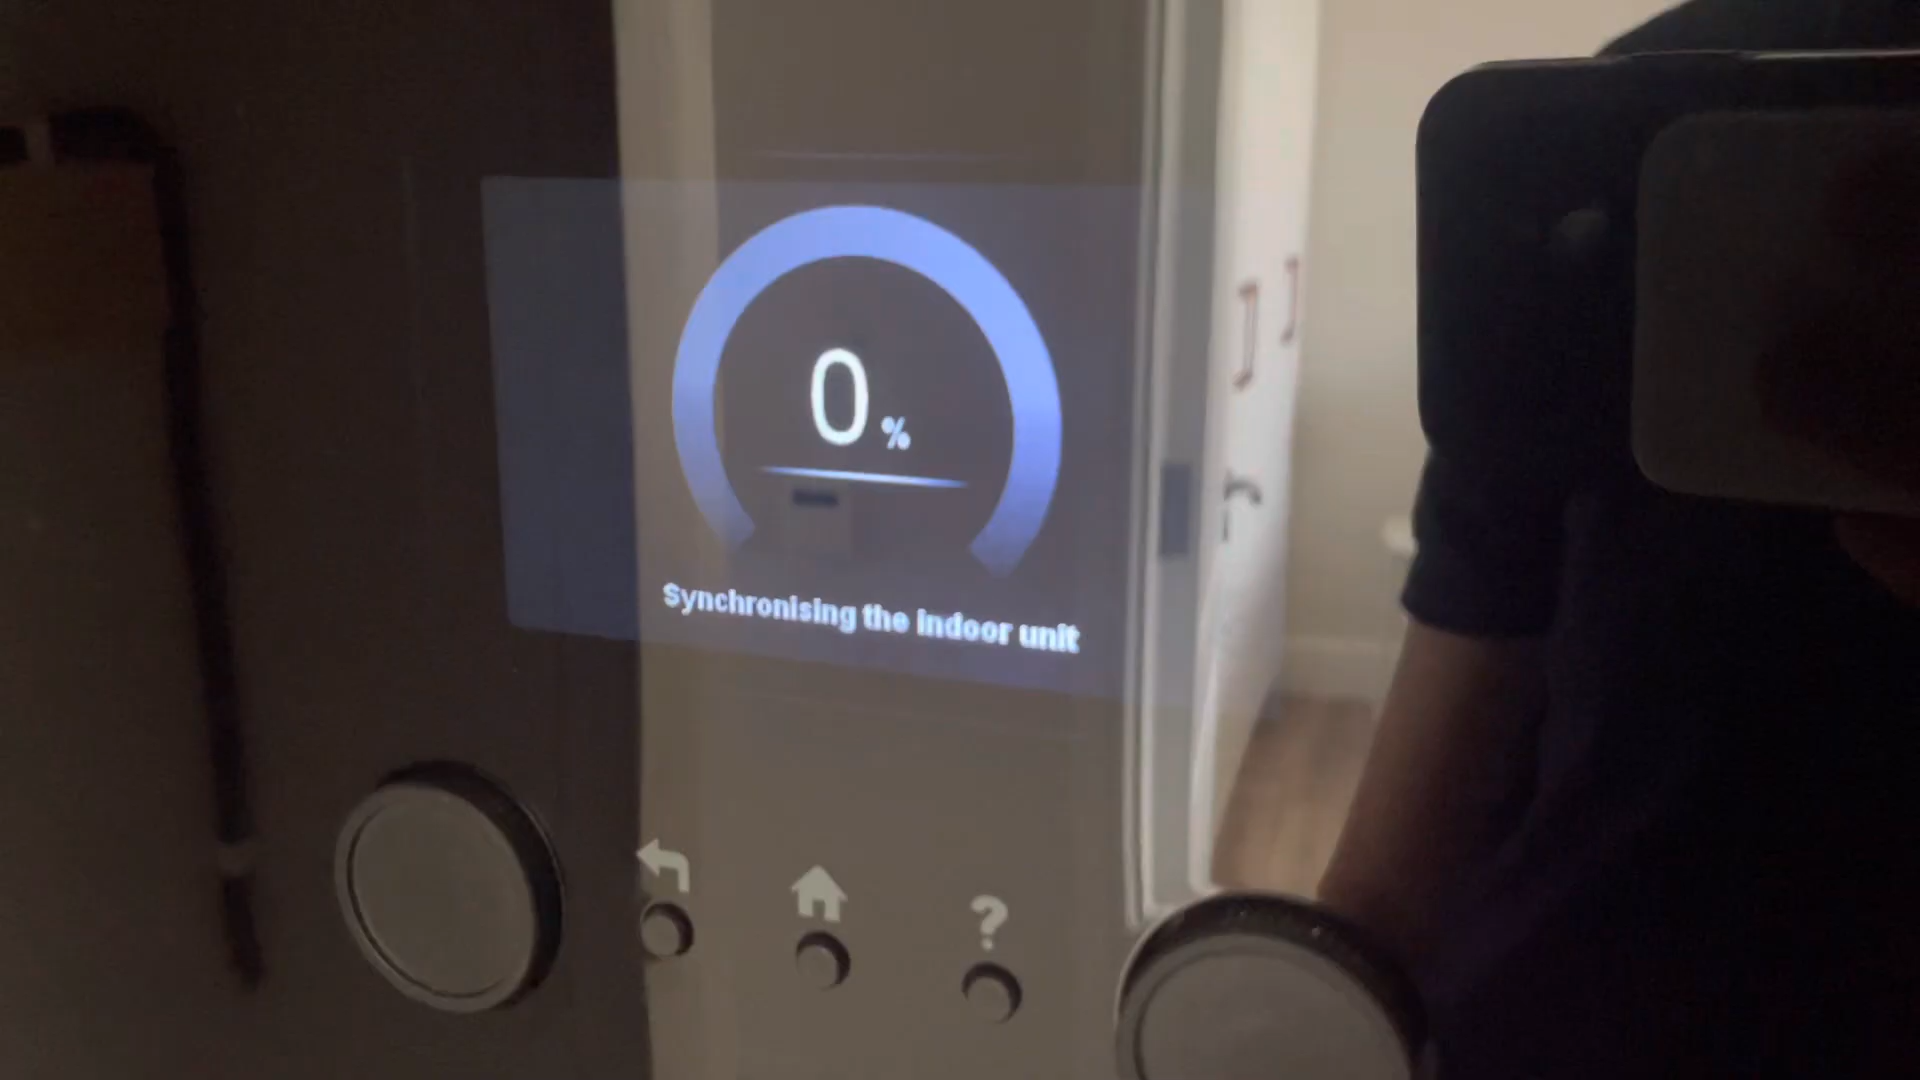 0 %
Synchronising the indoor unit
?